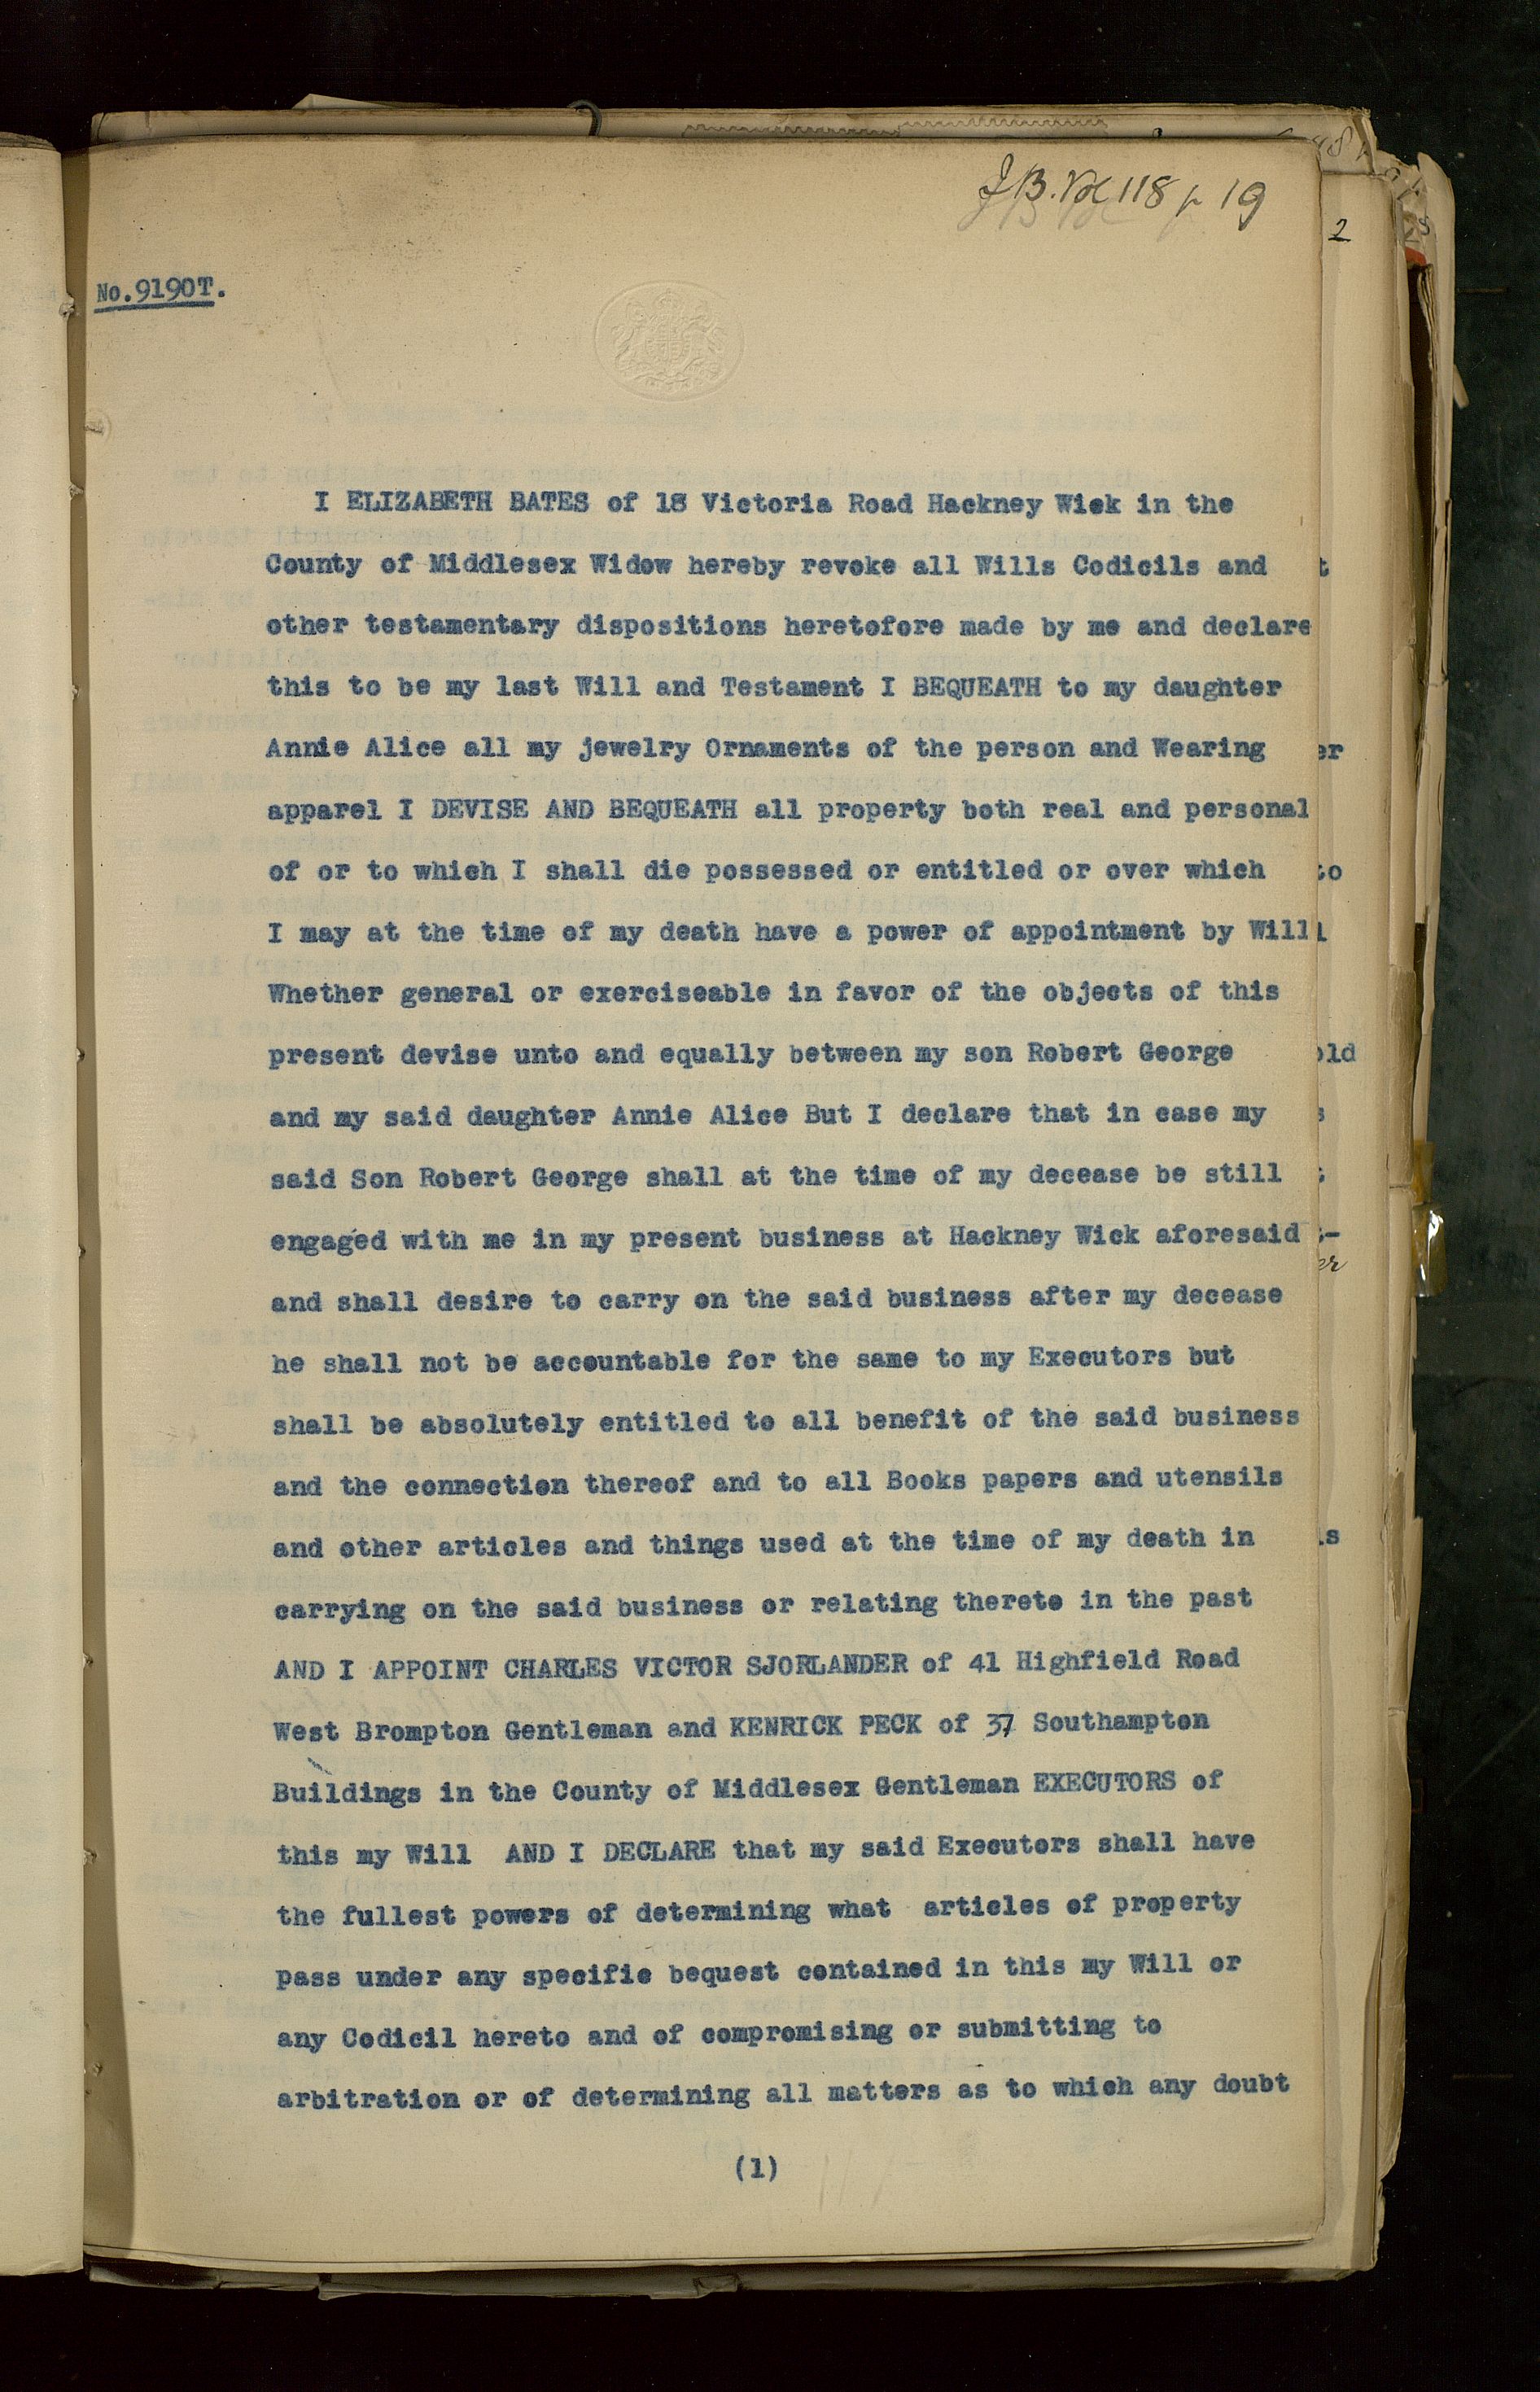 J.B. Vol 118 p 19
2
No.9190T.
I ELIZABETH BATES of 18 Victoria Road Hackney Wick in the
County of Middlesex Widow hereby revoke all Wills Codicils and
other testamentary dispositions heretofore made by me and declare
this to be my last Will and Testament I BEQUEATH to my daughter
Annie Alice all my jewelry Ornaments of the person and Wearing
apparel I DEVISE AND BEQUEATH all property both real and personal
of or to which I shall die possessed or entitled or over which
I may at the time of my death have a power of appointment by Will
Whether general or exerciseable in favor of the objects of this
present devise unto and equally between my son Robert George
and my said daughter Annie Alice But I declare that in case my
said Son Robert George shall at the time of my decease be still
engaged with me in my present business at Hackney Wick aforesaid
and shall desire to carry on the said business after my decease
he shall not be accountable for the same to my Executors but
shall be absolutely entitled to all benefit of the said business
and the connection thereof and to all Books papers and utensils
and other articles and things used at the time of my death in
carrying on the said business or relating thereto in the past
AND I APPOINT CHARLES VICTOR SJORLANDER of 41 Highfield Road
West Brompton Gentleman and KENRICK PECK of 37 Southampton
Buildings in the County of Middlesex Gentleman EXECUTORS of
this my Will AND I DECLARE that my said Executors shall have
the fullest powers of determining what articles of property
pass under any specific bequest contained in this my Will or
any Codicil hereto and of compromising or submitting to
arbitration or of determining all matters as to which any doubt
(1)